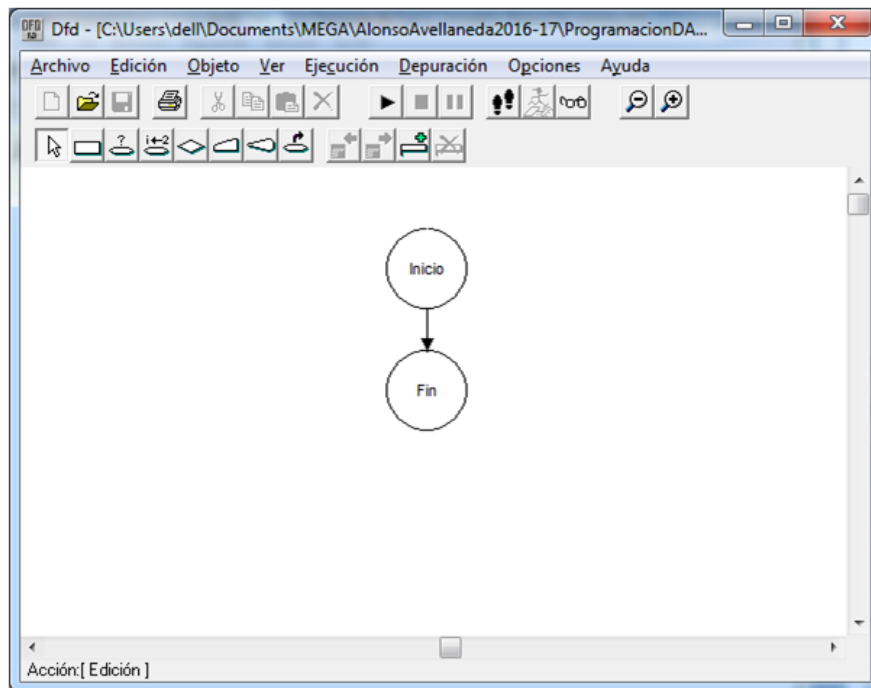 Dfd - [C:\Users\dell\Documents\MEGA\AlonsoAvellaneda2016-17\ProgramacionDA...
Archivo Edición Objeto Ver Ejecución Depuración Opciones Ayuda
? i←2
Inicio
Fin
Acción:[ Edición ]